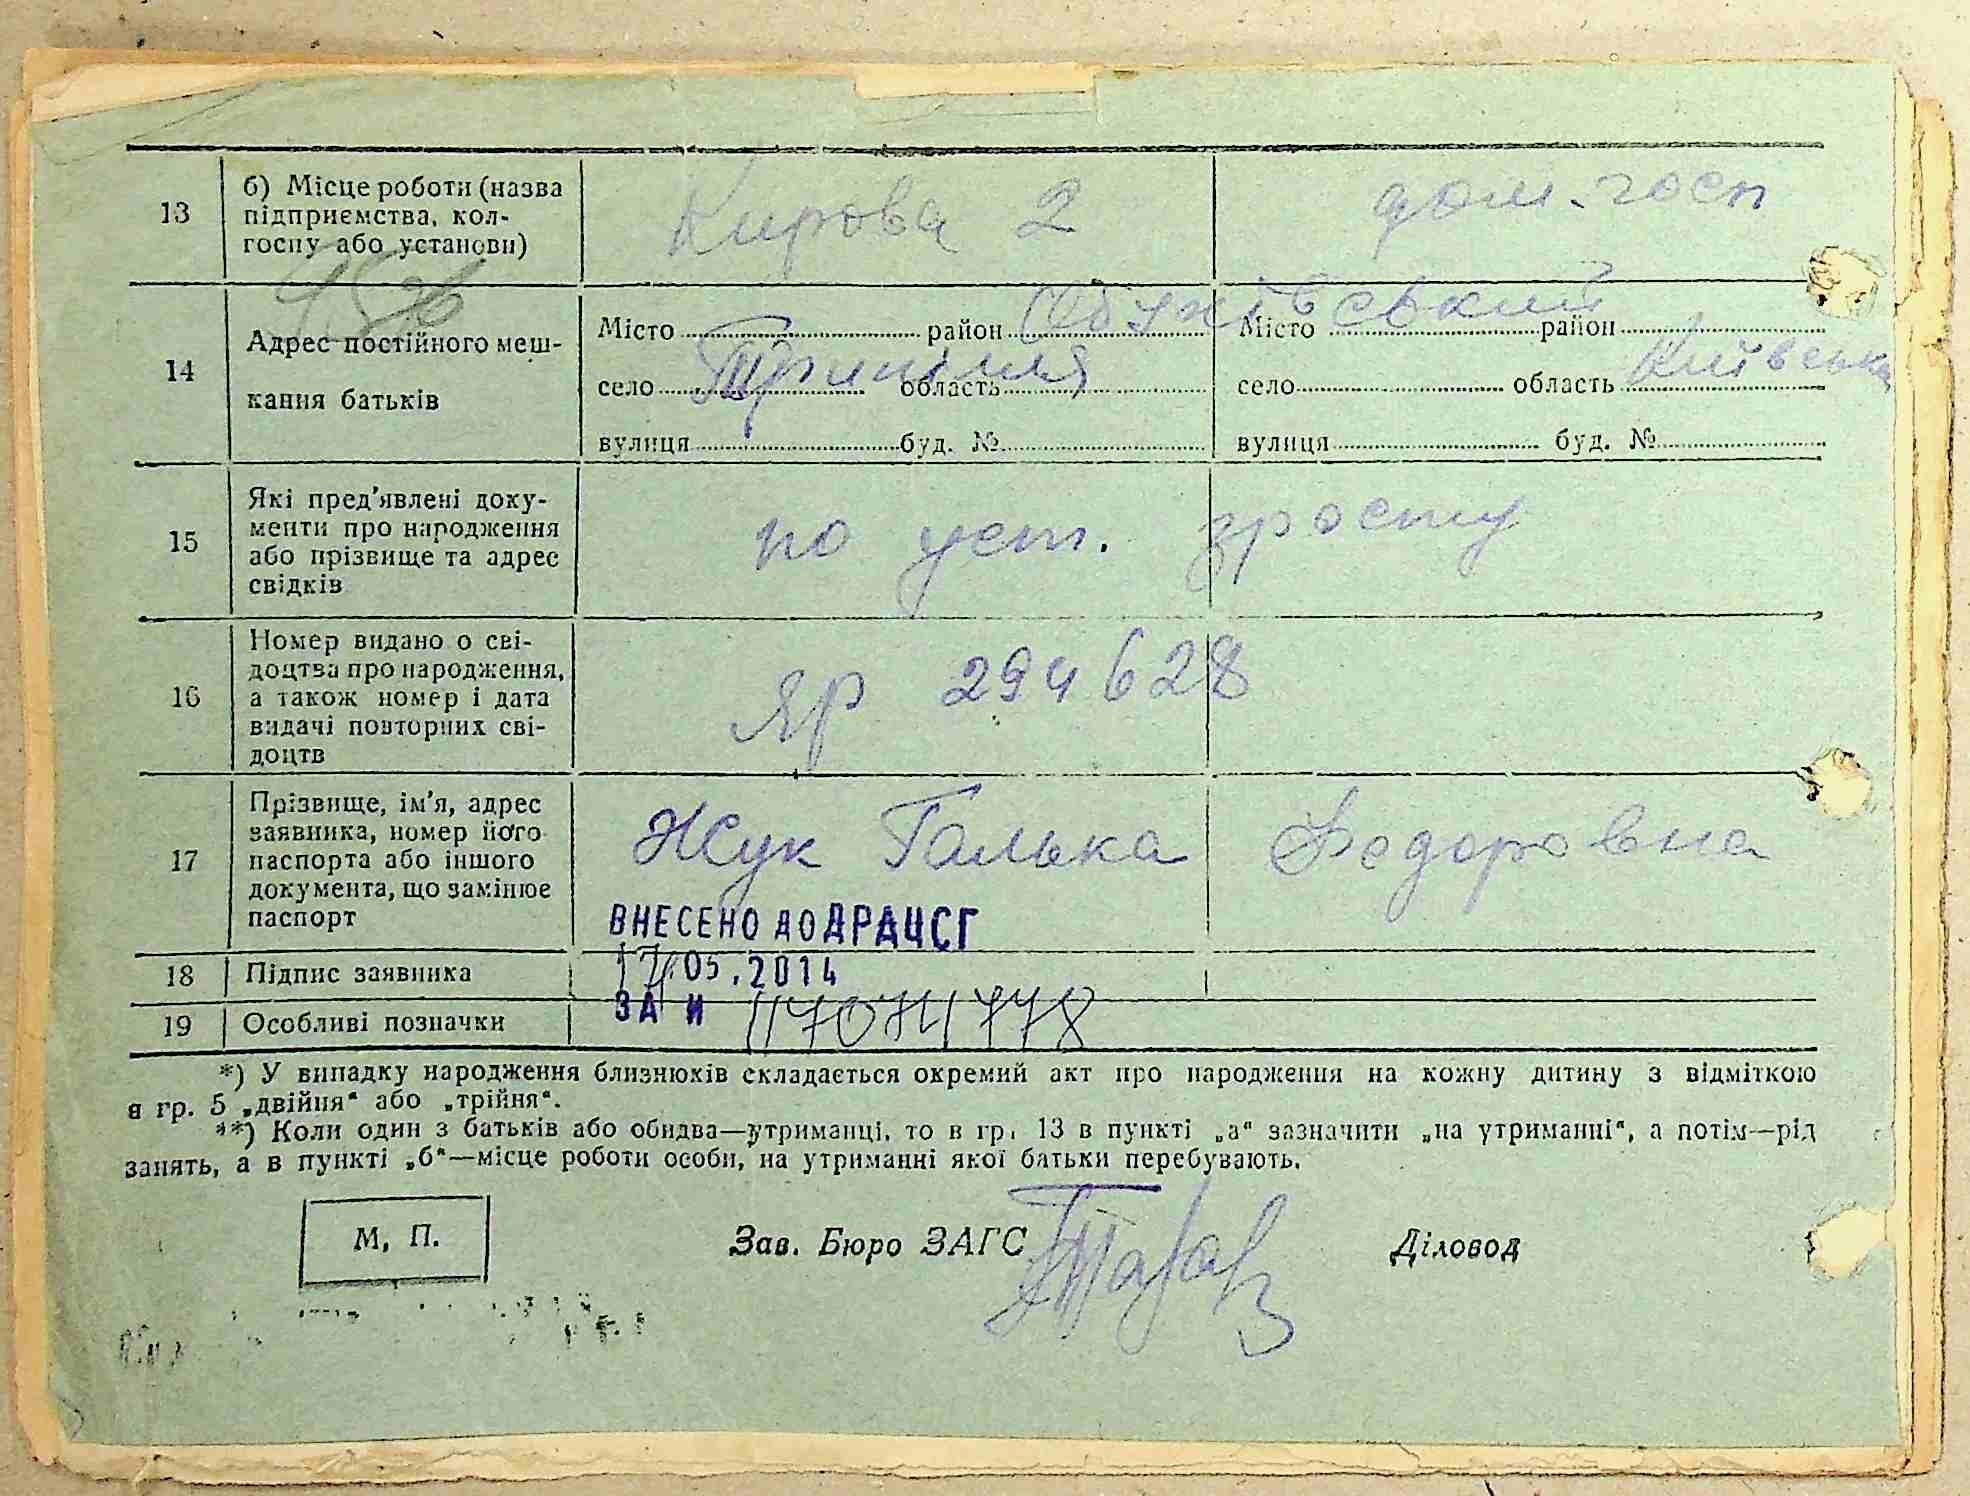 13
б) Місце роботи (назва
підприємства, кол-
госпу або установи)
Кирова 2
дом. госп
14
Адрес постійного меш-
кання батьків
Місто район Обухівський
село Трипілля область
вулиця буд. №
Місто район
село область Київська
вулиця буд. №
15
Які пред'явлені доку-
менти про народження
або прізвище та адрес
свідків
по уст. зросту
16
Номер видано о сві-
доцтва про народження,
а також номер і дата
видачі повторних сві-
доцтв
ЯР 294628
17
Прізвище, ім'я, адрес
заявника, номер його
паспорта або іншого
документа, що замінює
паспорт
Жук Галька Федоровна
ВНЕСЕНО ДО ДРАЦСГ
05.2014
ЗА И
18
Підпис заявника
19
Особливі позначки
*) У випадку народження близнюків складається окремий акт про народження на кожну дитину з відміткою
в гр. 5 „двійня“ або „трійня“.
**) Коли один з батьків або обидва—утриманці, то в гр. 13 в пункті „а“ зазначити „на утриманні“, а потім—рід
занять, а в пункті „б“—місце роботи особи, на утриманні якої батьки перебувають.
М. П.
Зав. Бюро ЗАГС
Діловод